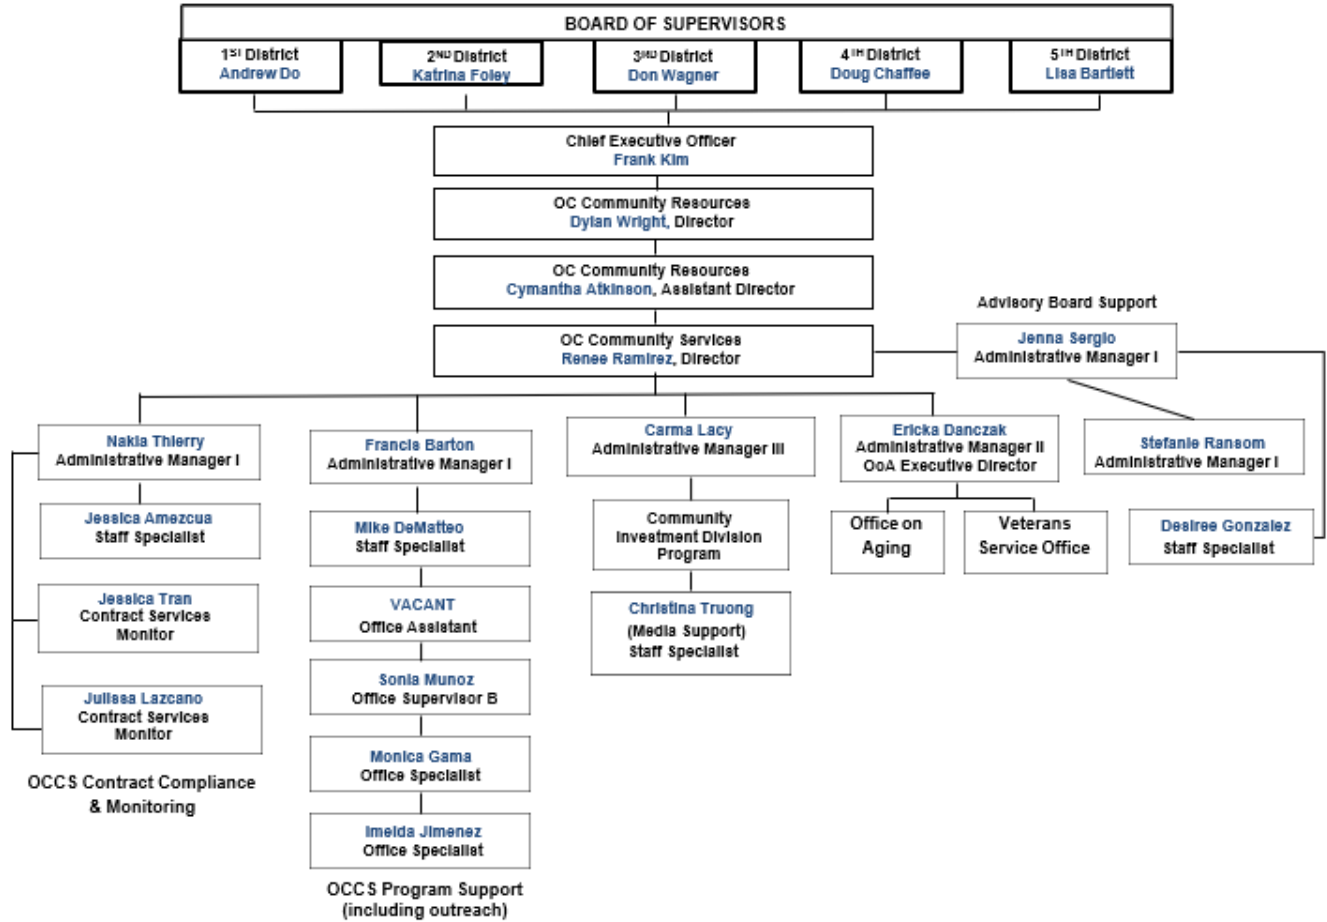 BOARD OF SUPERVISORS
1ST District
Andrew Do
2ND District
Katrina Foley
3RD District
Don Wagner
4TH District
Doug Chaffee
5TH District
Lisa Bartlett
Chief Executive Officer
Frank Kim
OC Community Resources
Dylan Wright, Director
OC Community Resources
Cymantha Atkinson, Assistant Director
OC Community Services
Renee Ramirez, Director
Advisory Board Support
Jenna Sergio
Administrative Manager I
Stefanie Ransom
Administrative Manager I
Desiree Gonzalez
Staff Specialist
Nakia Thierry
Administrative Manager I
Jessica Amezcua
Staff Specialist
Jessica Tran
Contract Services
Monitor
Julissa Lazcano
Contract Services
Monitor
OCCS Contract Compliance
& Monitoring
Francis Barton
Administrative Manager I
Mike DeMatteo
Staff Specialist
VACANT
Office Assistant
Sonia Munoz
Office Supervisor B
Monica Gama
Office Specialist
Imelda Jimenez
Office Specialist
OCCS Program Support
(including outreach)
Carma Lacy
Administrative Manager III
Community
Investment Division
Program
Christina Truong
(Media Support)
Staff Specialist
Ericka Danczak
Administrative Manager II
OoA Executive Director
Office on
Aging
Veterans
Service Office